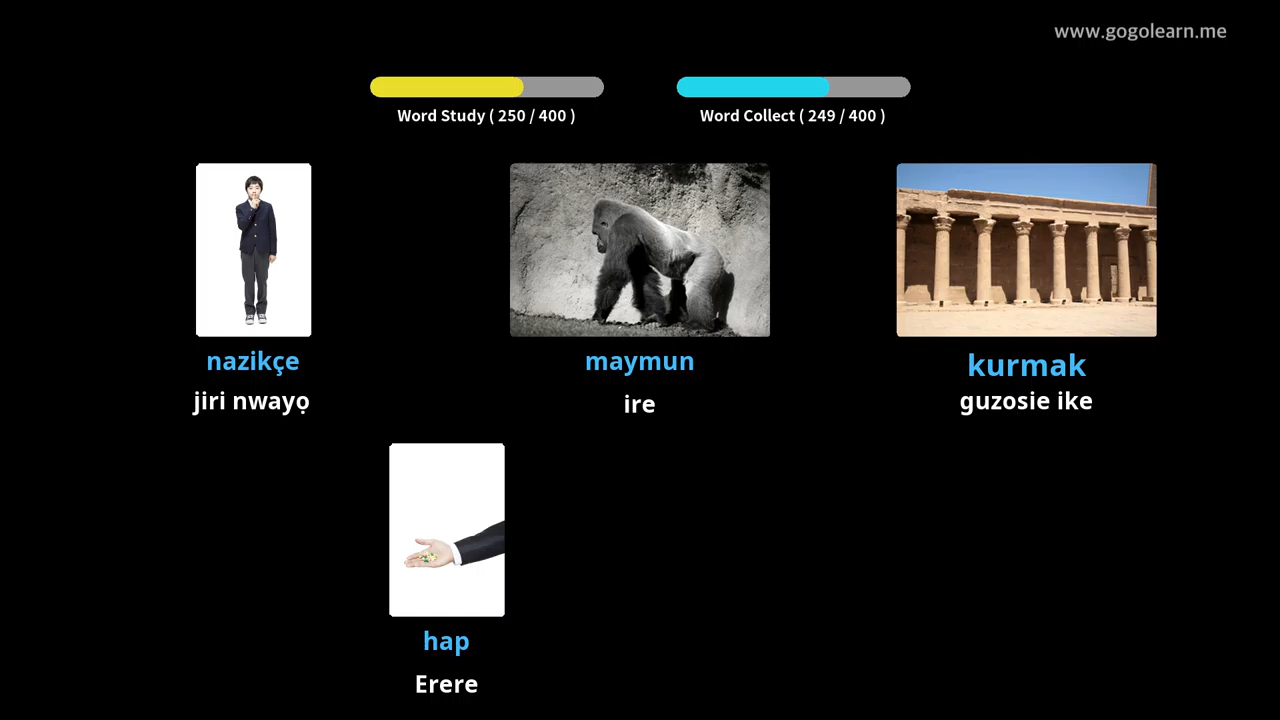 www.gogolearn.me
Word Study ( 250 / 400 )
Word Collect ( 249 / 400 )
nazikçe
jiri nwayọ
maymun
ire
kurmak
guzosie ike
hap
Erere